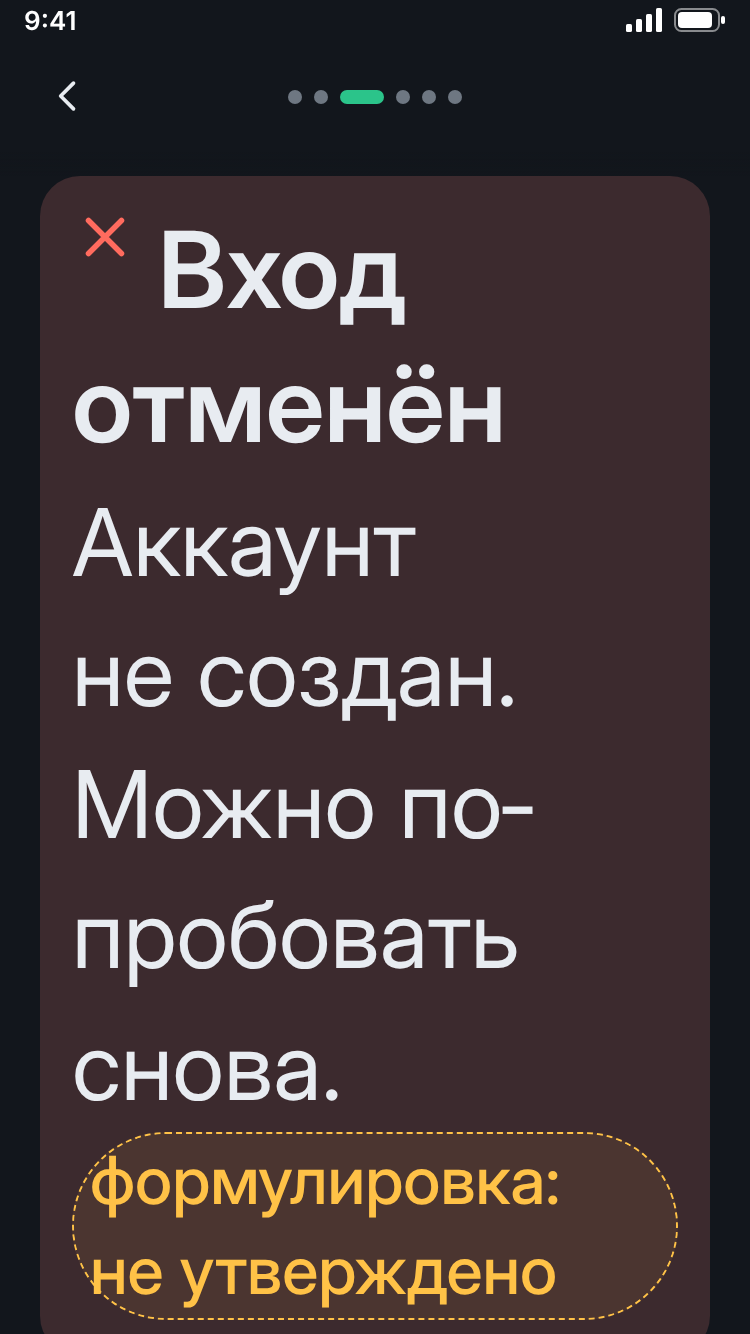 9:41
Вход
отменён
Аккаунт
не создан.
Можно по-
пробовать
снова.
формулировка:
не утверждено